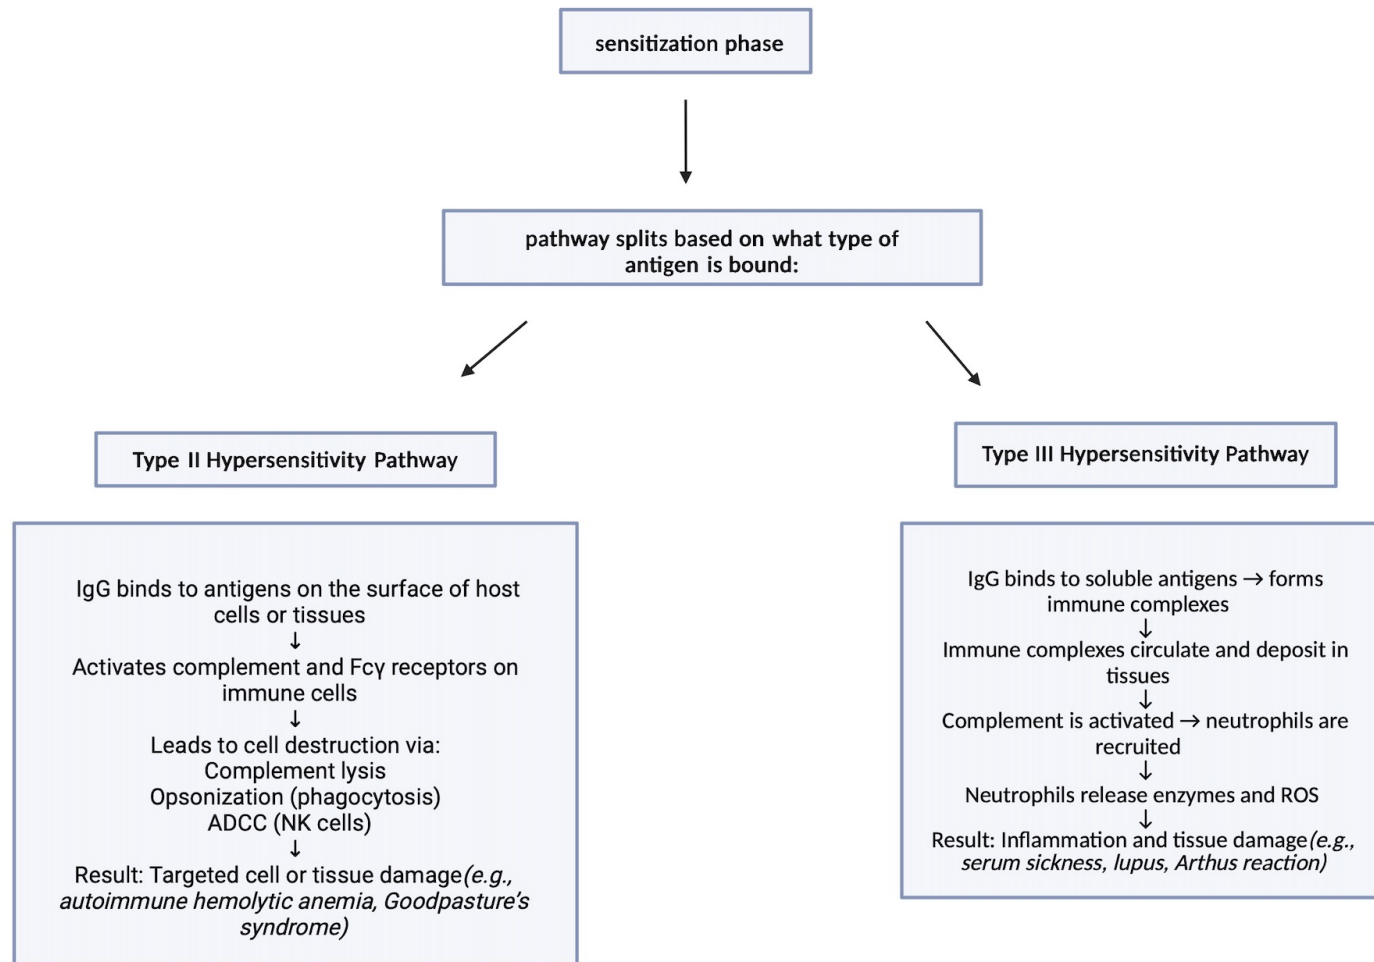 sensitization phase
pathway splits based on what type of
antigen is bound:
Type II Hypersensitivity Pathway
IgG binds to antigens on the surface of host
cells or tissues
↓
Activates complement and Fcγ receptors on
immune cells
↓
Leads to cell destruction via:
Complement lysis
Opsonization (phagocytosis)
ADCC (NK cells)
↓
Result: Targeted cell or tissue damage(e.g.,
autoimmune hemolytic anemia, Goodpasture’s
syndrome)
Type III Hypersensitivity Pathway
IgG binds to soluble antigens → forms
immune complexes
↓
Immune complexes circulate and deposit in
tissues
↓
Complement is activated → neutrophils are
recruited
↓
Neutrophils release enzymes and ROS
↓
Result: Inflammation and tissue damage(e.g.,
serum sickness, lupus, Arthus reaction)